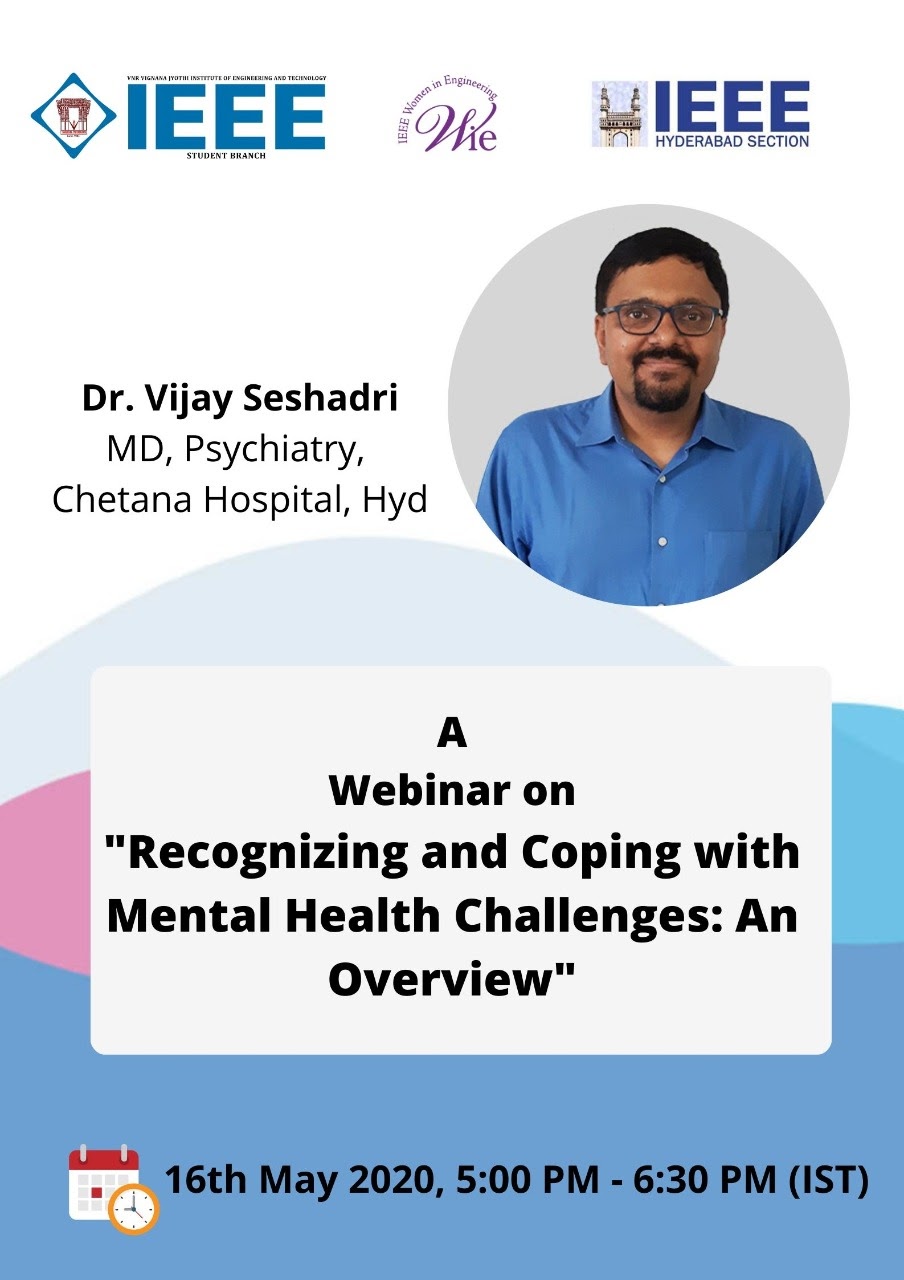 VNR VIGNANA JYOTHI INSTITUTE OF ENGINEERING AND TECHNOLOGY
IEEE
STUDENT BRANCH
IEEE Women in Engineering
Wie
IEEE
HYDERABAD SECTION
Dr. Vijay Seshadri
MD, Psychiatry,
Chetana Hospital, Hyd
A
Webinar on
"Recognizing and Coping with
Mental Health Challenges: An
Overview"
16th May 2020, 5:00 PM - 6:30 PM (IST)